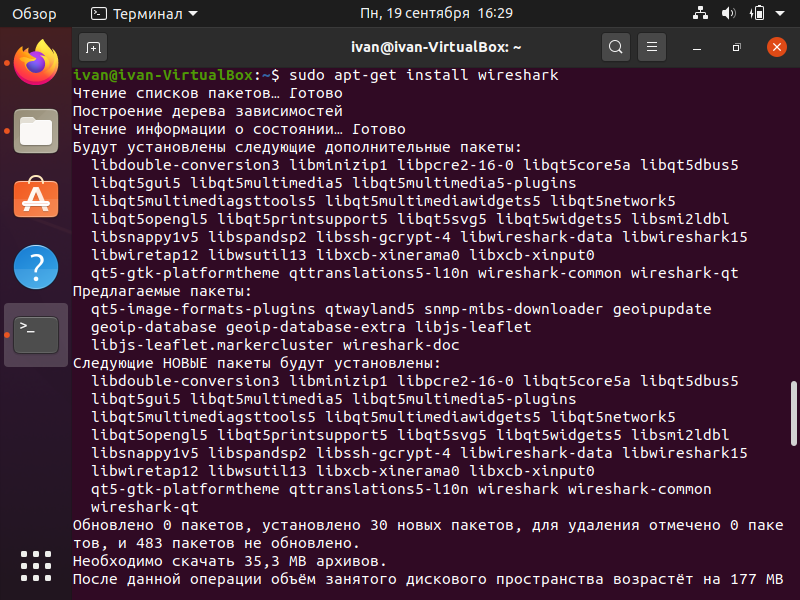 Обзор
Терминал
Пн, 19 сентября 16:29
ivan@ivan-VirtualBox: ~
ivan@ivan-VirtualBox:~$ sudo apt-get install wireshark
Чтение списков пакетов… Готово
Построение дерева зависимостей
Чтение информации о состоянии… Готово
Будут установлены следующие дополнительные пакеты:
libdouble-conversion3 libminizip1 libpcre2-16-0 libqt5core5a libqt5dbus5
libqt5gui5 libqt5multimedia5 libqt5multimedia5-plugins
libqt5multimediagsttools5 libqt5multimediawidgets5 libqt5network5
libqt5opengl5 libqt5printsupport5 libqt5svg5 libqt5widgets5 libsmi2ldbl
libsnappy1v5 libspandsp2 libssh-gcrypt-4 libwireshark-data libwireshark15
libwiretap12 libwsutil13 libxcb-xinerama0 libxcb-xinput0
qt5-gtk-platformtheme qttranslations5-l10n wireshark-common wireshark-qt
Предлагаемые пакеты:
qt5-image-formats-plugins qtwayland5 snmp-mibs-downloader geoipupdate
geoip-database geoip-database-extra libjs-leaflet
libjs-leaflet.markercluster wireshark-doc
Следующие НОВЫЕ пакеты будут установлены:
libdouble-conversion3 libminizip1 libpcre2-16-0 libqt5core5a libqt5dbus5
libqt5gui5 libqt5multimedia5 libqt5multimedia5-plugins
libqt5multimediagsttools5 libqt5multimediawidgets5 libqt5network5
libqt5opengl5 libqt5printsupport5 libqt5svg5 libqt5widgets5 libsmi2ldbl
libsnappy1v5 libspandsp2 libssh-gcrypt-4 libwireshark-data libwireshark15
libwiretap12 libwsutil13 libxcb-xinerama0 libxcb-xinput0
qt5-gtk-platformtheme qttranslations5-l10n wireshark wireshark-common
wireshark-qt
Обновлено 0 пакетов, установлено 30 новых пакетов, для удаления отмечено 0 паке
тов, и 483 пакетов не обновлено.
Необходимо скачать 35,3 MB архивов.
После данной операции объём занятого дискового пространства возрастёт на 177 MB